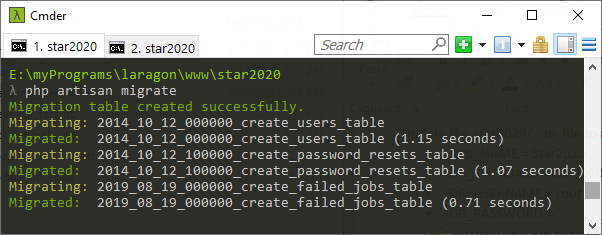 Cmder
1. star2020
2. star2020
Search
E:\myPrograms\laragon\www\star2020
λ php artisan migrate
Migration table created successfully.
Migrating: 2014_10_12_000000_create_users_table
Migrated:  2014_10_12_000000_create_users_table (1.15 seconds)
Migrating: 2014_10_12_100000_create_password_resets_table
Migrated:  2014_10_12_100000_create_password_resets_table (1.07 seconds)
Migrating: 2019_08_19_000000_create_failed_jobs_table
Migrated:  2019_08_19_000000_create_failed_jobs_table (0.71 seconds)